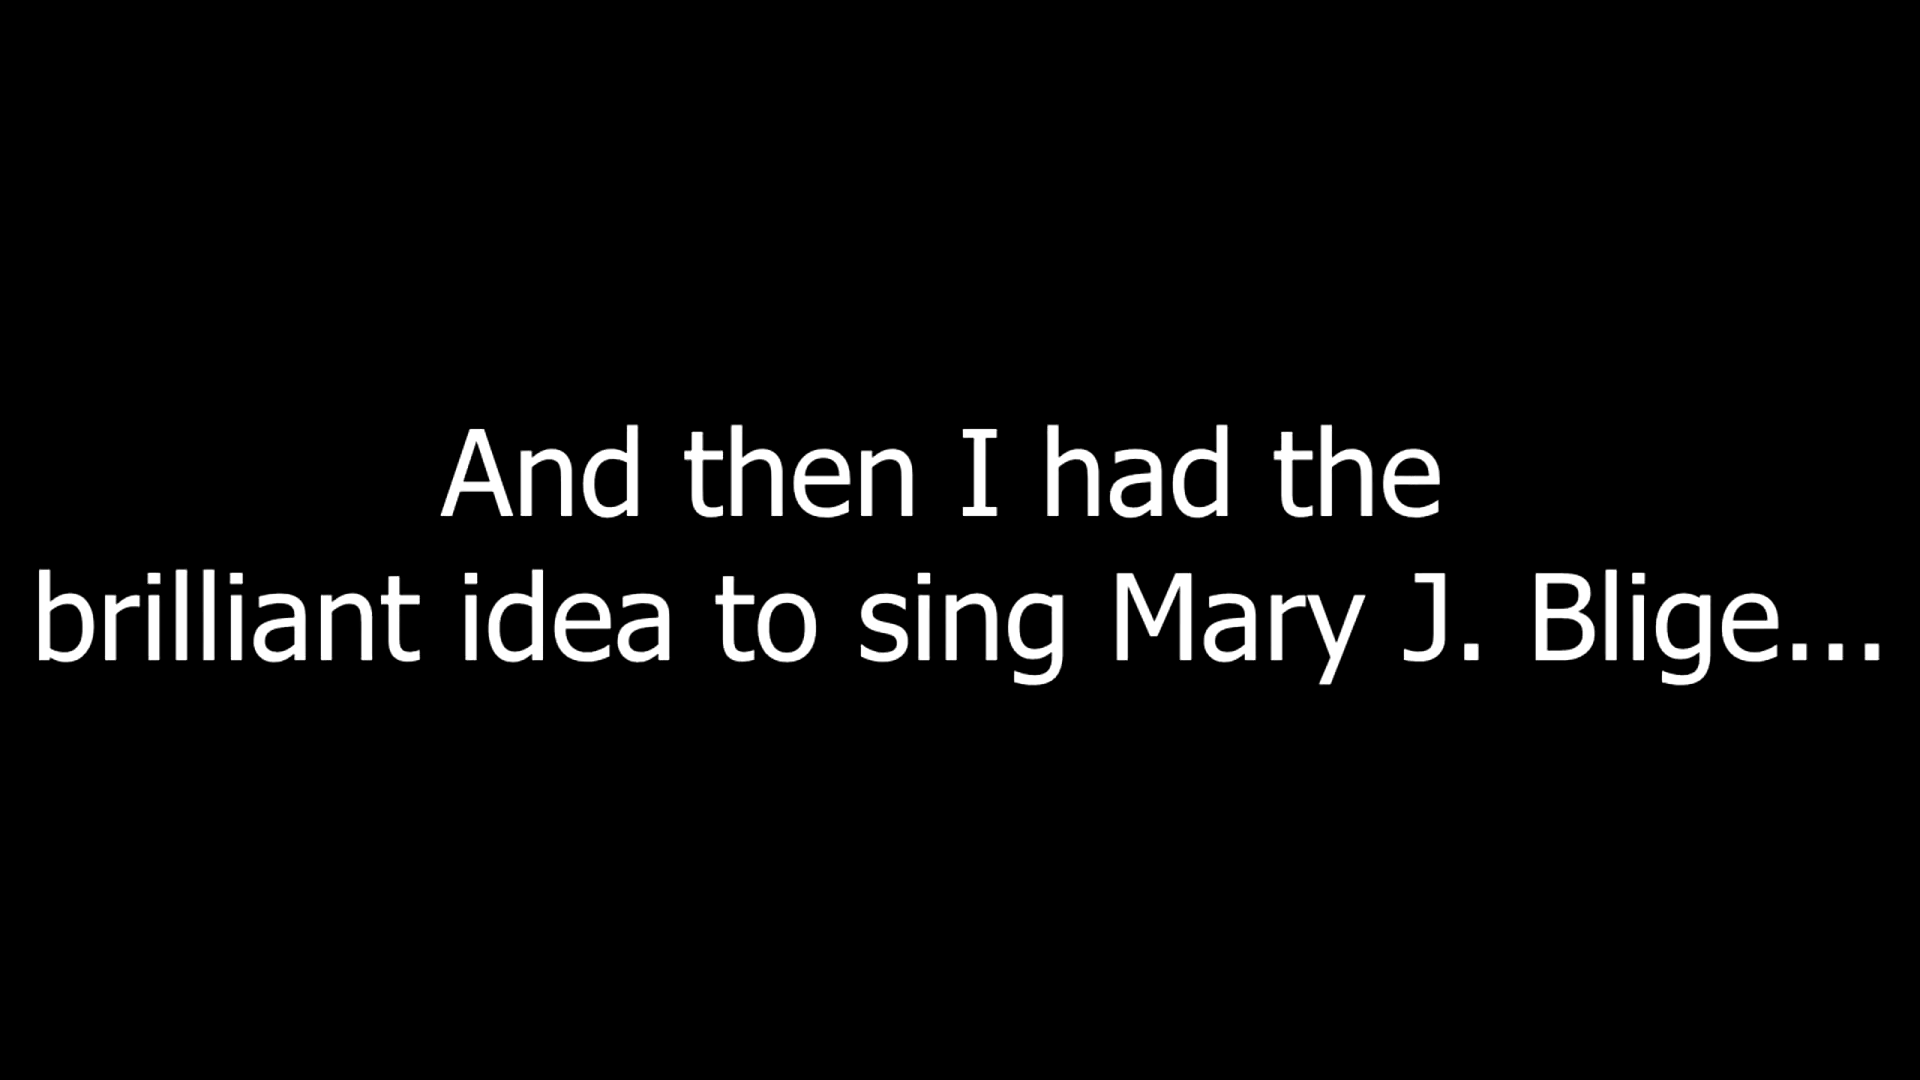 And then I had the
brilliant idea to sing Mary J. Blige...